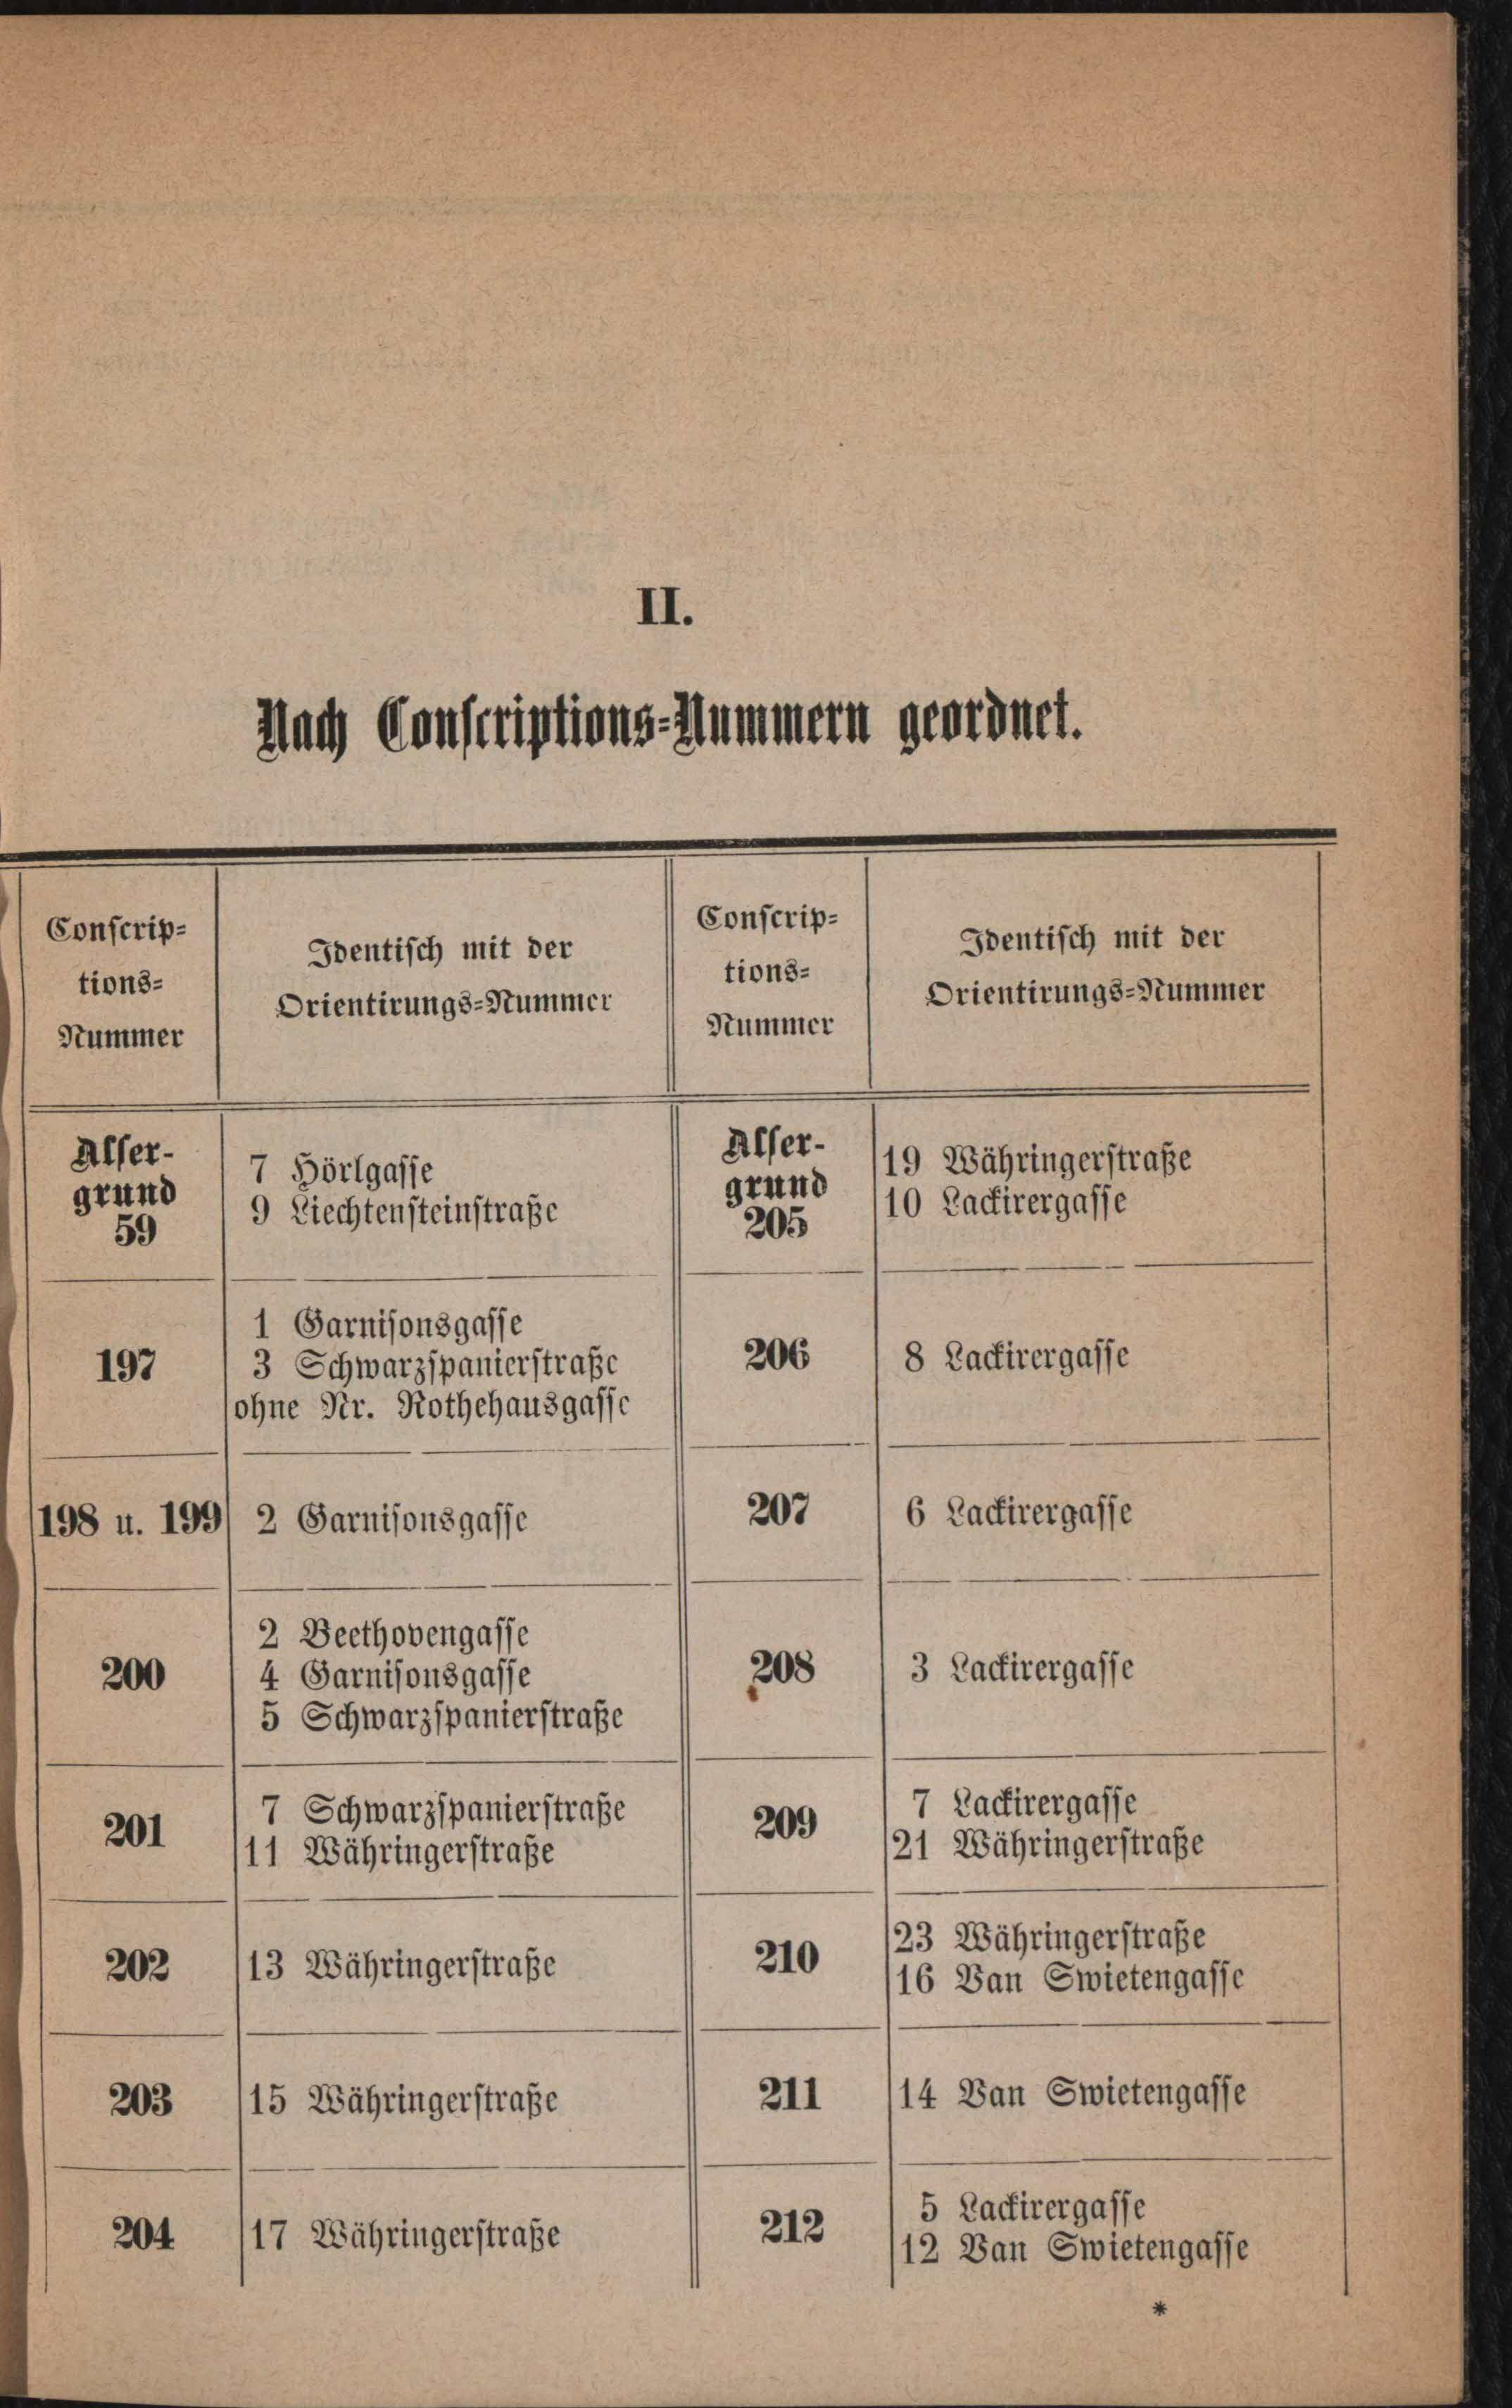 II.
Nach Conscriptions-Nummern geordnet.
Conscrip-
tions-
Nummer
Identisch mit der
Orientirungs-Nummer
Conscrip-
tions-
Nummer
Identisch mit der
Orientirungs-Nummer
Alser-
grund
59
7 Hörlgasse
9 Liechtensteinstraße
197
1 Garnisonsgasse
3 Schwarzspanierstraße
ohne Nr. Rothehausgasse
198 u. 199
2 Garnisonsgasse
200
2 Beethovengasse
4 Garnisonsgasse
5 Schwarzspanierstraße
201
7 Schwarzspanierstraße
11 Währingerstraße
202
13 Währingerstraße
203
15 Währingerstraße
204
17 Währingerstraße
Alser-
grund
205
19 Währingerstraße
10 Lackirergasse
206
8 Lackirergasse
207
6 Lackirergasse
208
3 Lackirergasse
209
7 Lackirergasse
21 Währingerstraße
210
23 Währingerstraße
16 Van Swietengasse
211
14 Van Swietengasse
212
5 Lackirergasse
12 Van Swietengasse
*